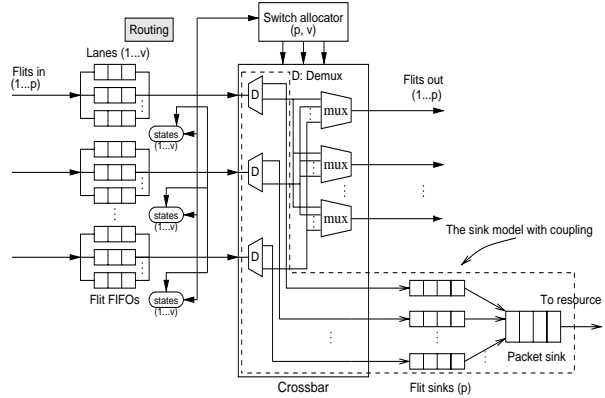 Routing
Switch allocator
(p, v)
Lanes (1...v)
Flits in
(1...p)
D: Demux
Flits out
(1...p)
D
mux
states
(1...v)
D
mux
states
(1...v)
mux
The sink model with coupling
D
Flit FIFOs
states
(1...v)
To resource
Packet sink
Crossbar
Flit sinks (p)